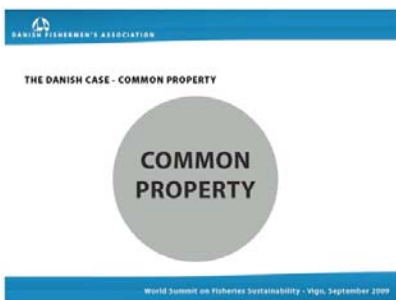 DANISH FISHERMEN'S ASSOCIATION
THE DANISH CASE - COMMON PROPERTY
COMMON
PROPERTY
World Summit on Fisheries Sustainability - Vigo, September 2009